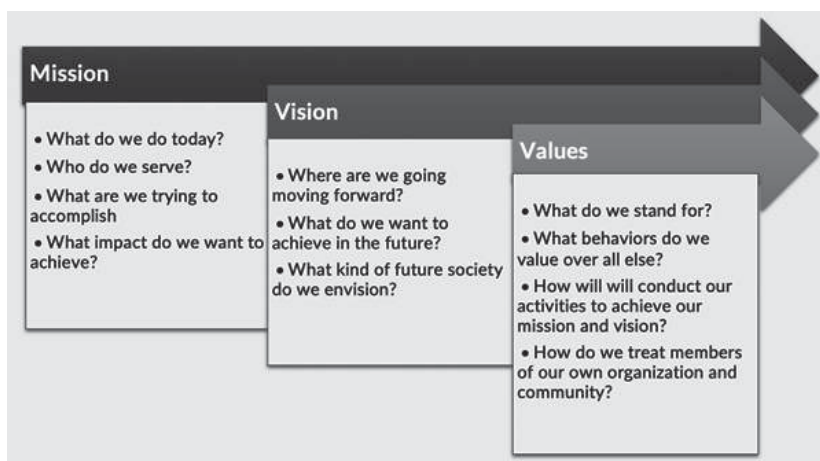 Mission
• What do we do today?
• Who do we serve?
• What are we trying to
accomplish
• What impact do we want to
achieve?
Vision
• Where are we going
moving forward?
• What do we want to
achieve in the future?
• What kind of future society
do we envision?
Values
• What do we stand for?
• What behaviors do we
value over all else?
• How will will conduct our
activities to achieve our
mission and vision?
• How do we treat members
of our own organization and
community?